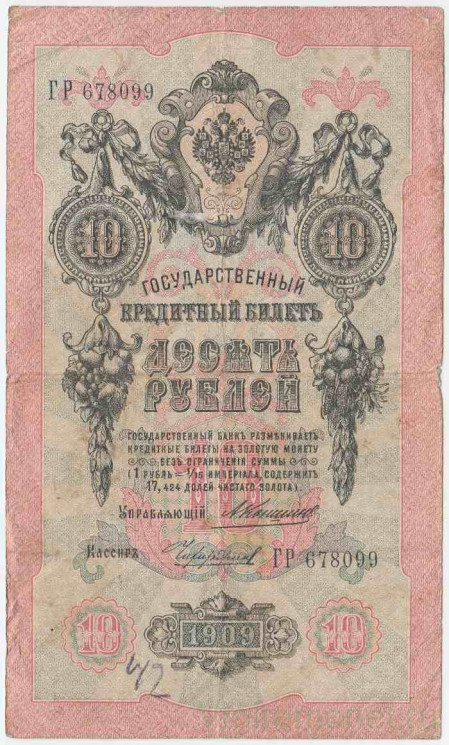 ГР 678099
10 10
ГОСУДАРСТВЕННЫЙ
КРЕДИТНЫЙ БИЛЕТЪ
ДЕСЯТЬ
РУБЛЕЙ
ГОСУДАРСТВЕННЫЙ БАНКЪ РАЗМѢНИВАЕТЪ
КРЕДИТНЫЕ БИЛЕТЫ НА ЗОЛОТУЮ МОНЕТУ
БЕЗЪ ОГРАНИЧЕНІЯ СУММЫ
(1 РУБЛЬ = 1/15 ИМПЕРІАЛА, СОДЕРЖИТЪ
17,424 ДОЛЕЙ ЧИСТАГО ЗОЛОТА.)
10
УПРАВЛЯЮЩІЙ
КАССИРЪ
ГР 678099
10 1909 10
42